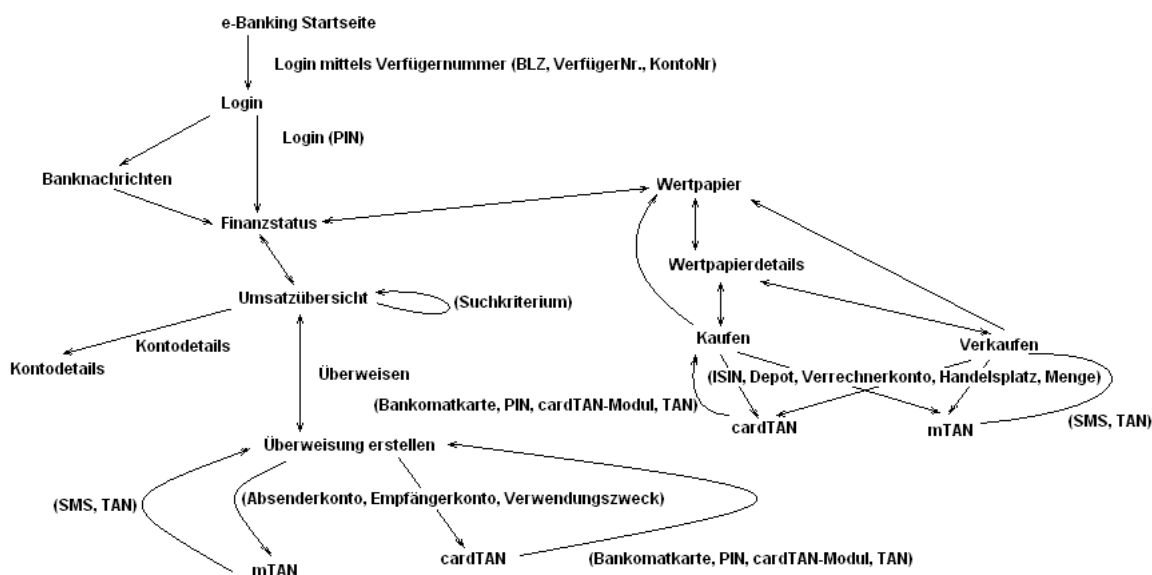 e-Banking Startseite
Login mittels Verfügernummer (BLZ, VerfügerNr., KontoNr)
Login
Login (PIN)
Banknachrichten
Wertpapier
Finanzstatus
Wertpapierdetails
Umsatzübersicht
(Suchkriterium)
Kaufen
Verkaufen
Kontodetails
Kontodetails
Überweisen
(ISIN, Depot, Verrechnerkonto, Handelsplatz, Menge)
(Bankomatkarte, PIN, cardTAN-Modul, TAN)
cardTAN
mTAN
(SMS, TAN)
Überweisung erstellen
(SMS, TAN)
(Absenderkonto, Empfängerkonto, Verwendungszweck)
cardTAN
(Bankomatkarte, PIN, cardTAN-Modul, TAN)
mTAN